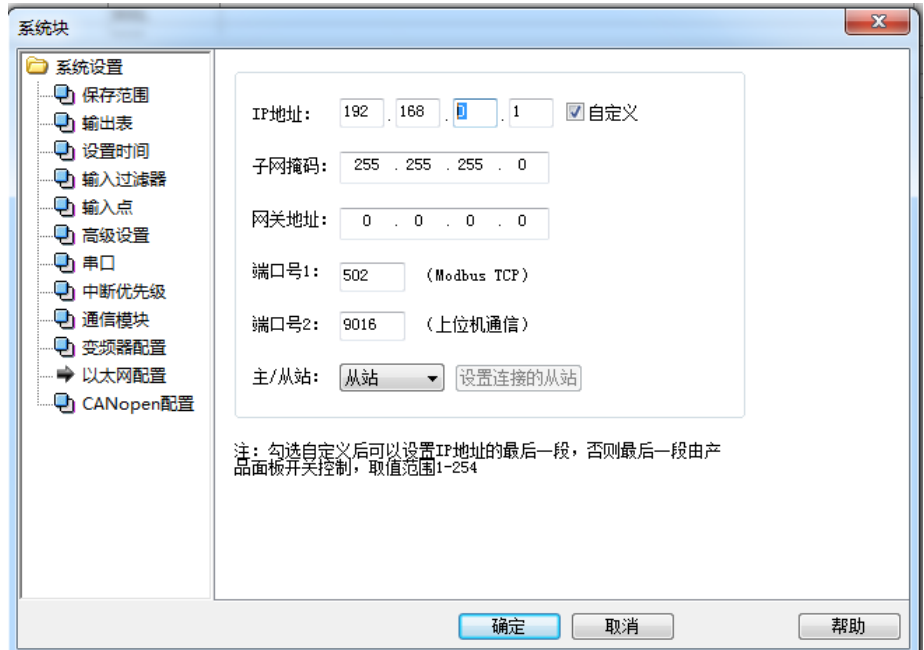 系统块
系统设置
保存范围
输出表
设置时间
输入过滤器
输入点
高级设置
串口
中断优先级
通信模块
变频器配置
以太网配置
CANopen配置
IP地址: 192 . 168 . 0 . 1 自定义
子网掩码: 255 . 255 . 255 . 0
网关地址: 0 . 0 . 0 . 0
端口号1: 502 (Modbus TCP)
端口号2: 9016 (上位机通信)
主/从站: 从站 设置连接的从站
注: 勾选自定义后可以设置IP地址的最后一段，否则最后一段由产
品面板开关控制，取值范围1-254
确定 取消 帮助